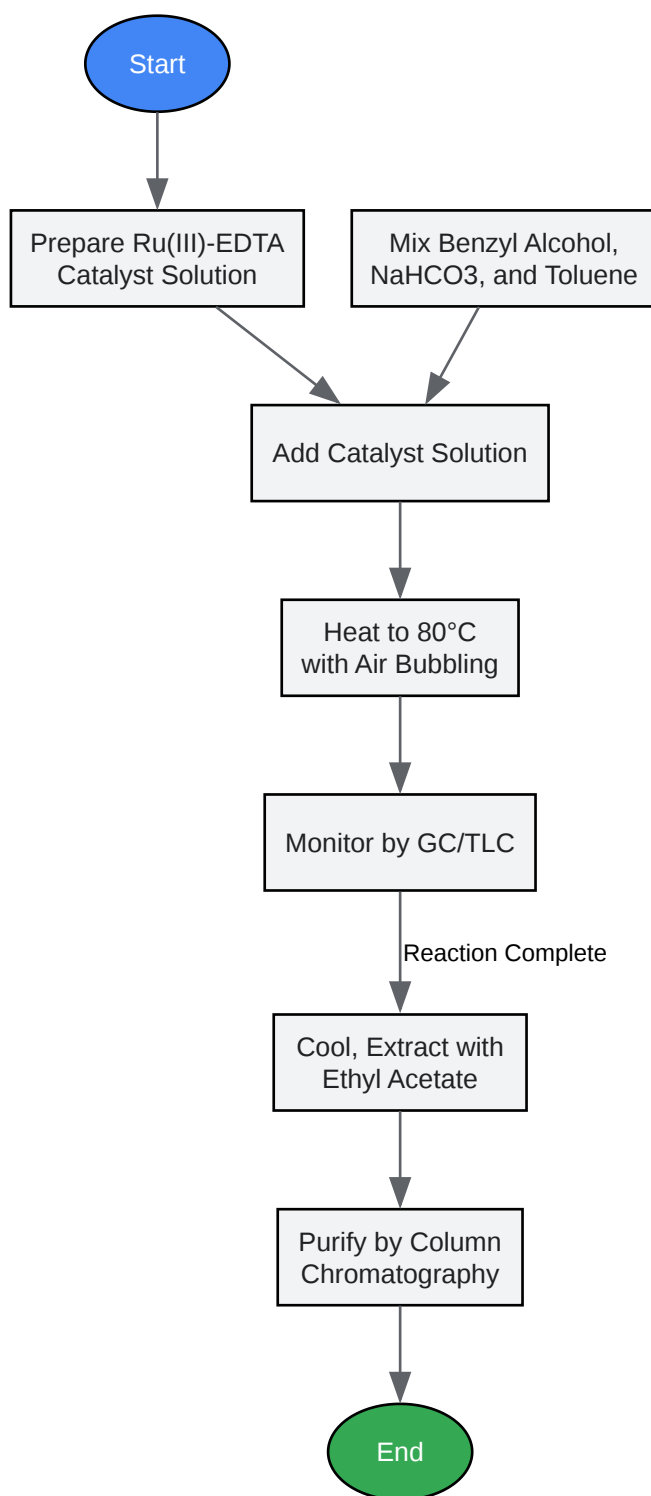 Start
Prepare Ru(III)-EDTA
Catalyst Solution
Mix Benzyl Alcohol,
NaHCO3, and Toluene
Add Catalyst Solution
Heat to 80°C
with Air Bubbling
Monitor by GC/TLC
Reaction Complete
Cool, Extract with
Ethyl Acetate
Purify by Column
Chromatography
End